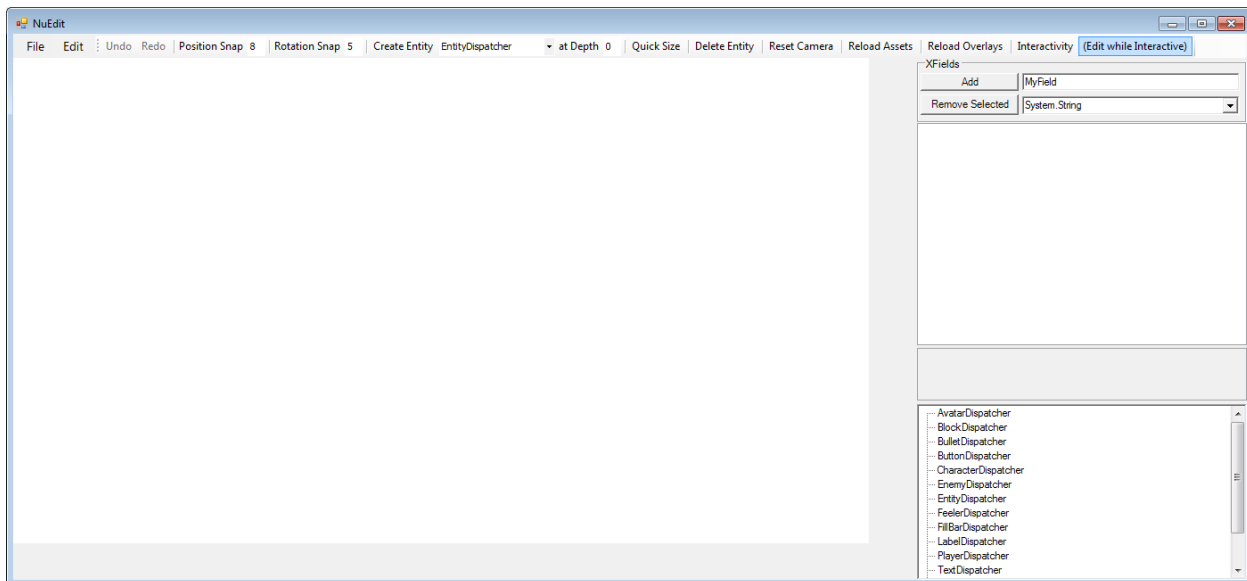 NuEdit
File Edit Undo Redo Position Snap 8 Rotation Snap 5 Create Entity EntityDispatcher at Depth 0 Quick Size Delete Entity Reset Camera Reload Assets Reload Overlays Interactivity (Edit while Interactive)
XFields
Add MyField
Remove Selected System.String
AvatarDispatcher
BlockDispatcher
BulletDispatcher
ButtonDispatcher
CharacterDispatcher
EnemyDispatcher
EntityDispatcher
FeelerDispatcher
FillBarDispatcher
LabelDispatcher
PlayerDispatcher
TextDispatcher